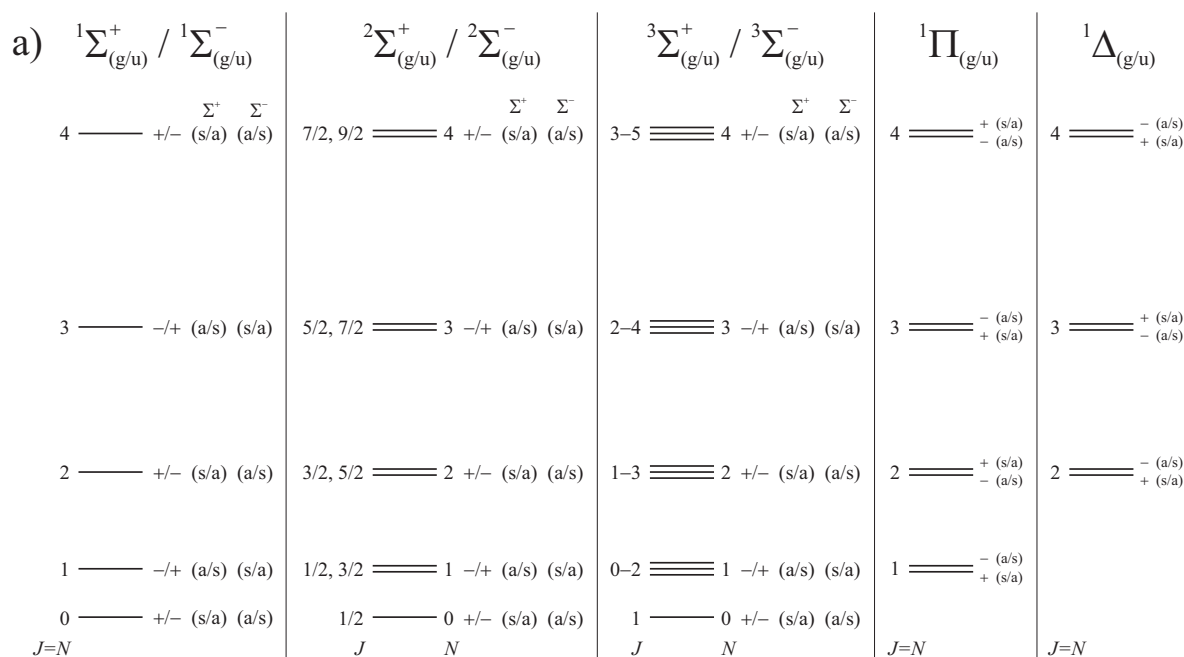 a) ¹Σ⁺(g/u) / ¹Σ⁻(g/u) ²Σ⁺(g/u) / ²Σ⁻(g/u) ³Σ⁺(g/u) / ³Σ⁻(g/u) ¹Π(g/u) ¹Δ(g/u)
Σ⁺ Σ⁻ Σ⁺ Σ⁻ Σ⁺ Σ⁻
4 +/− (s/a) (a/s) 7/2, 9/2 4 +/− (s/a) (a/s) 3–5 4 +/− (s/a) (a/s) 4 + (s/a) 4 − (a/s)
− (a/s) + (s/a)
3 −/+ (a/s) (s/a) 5/2, 7/2 3 −/+ (a/s) (s/a) 2–4 3 −/+ (a/s) (s/a) 3 − (a/s) 3 + (s/a)
+ (s/a) − (a/s)
2 +/− (s/a) (a/s) 3/2, 5/2 2 +/− (s/a) (a/s) 1–3 2 +/− (s/a) (a/s) 2 + (s/a) 2 − (a/s)
− (a/s) + (s/a)
1 −/+ (a/s) (s/a) 1/2, 3/2 1 −/+ (a/s) (s/a) 0–2 1 −/+ (a/s) (s/a) 1 − (a/s)
+ (s/a)
0 +/− (s/a) (a/s) 1/2 0 +/− (s/a) (a/s) 1 0 +/− (s/a) (a/s)
J=N J N J N J=N J=N